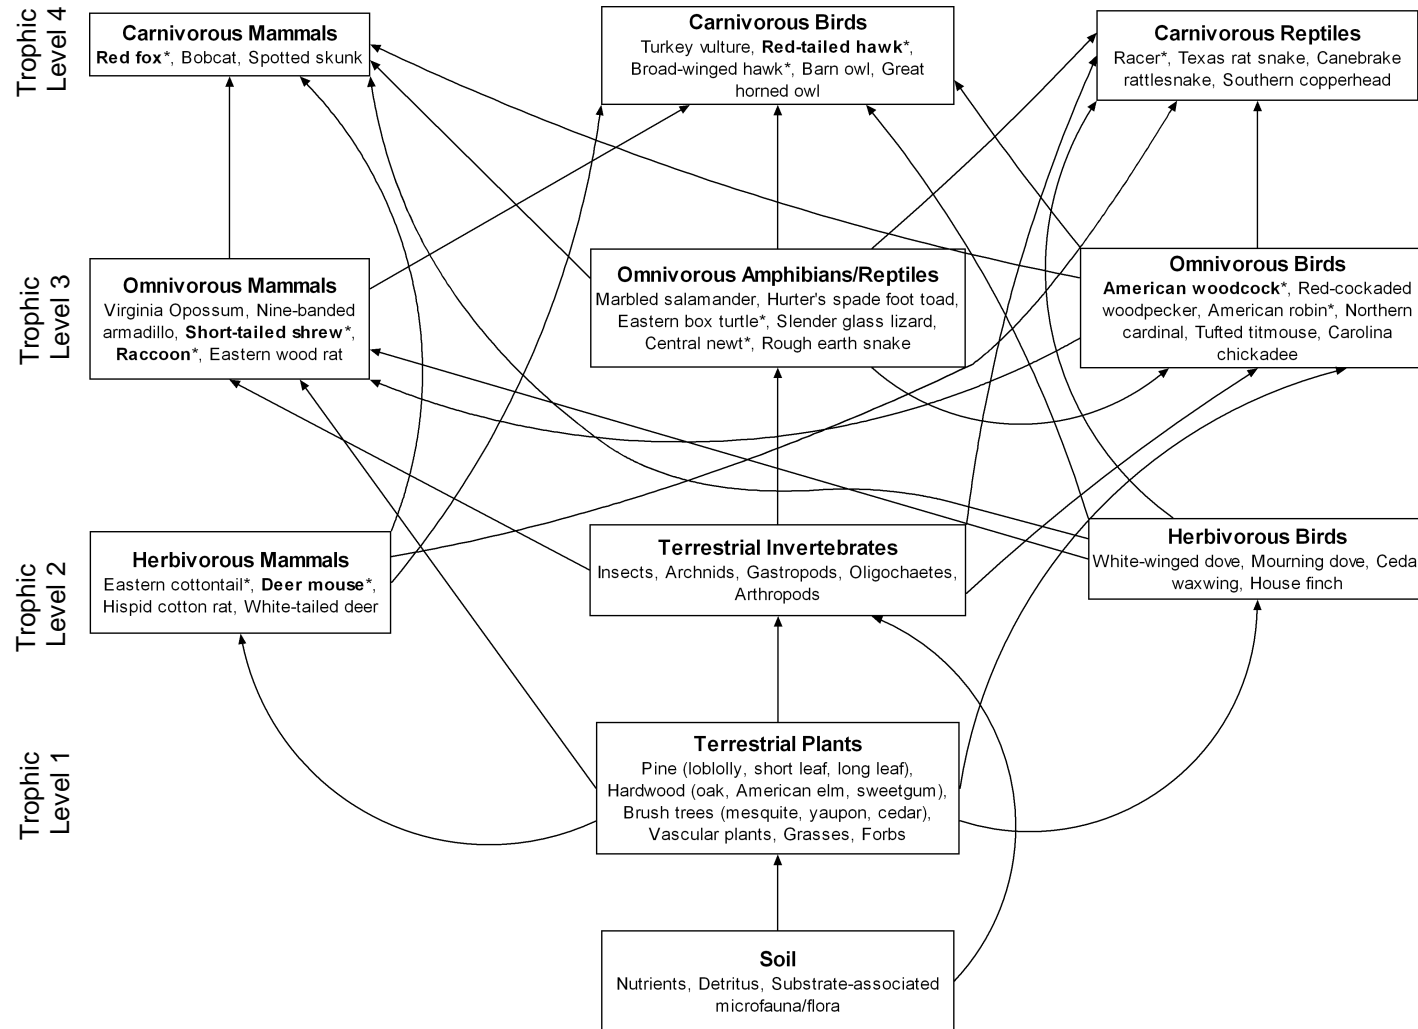 Trophic
Level 4
Carnivorous Mammals
Red fox*, Bobcat, Spotted skunk
Carnivorous Birds
Turkey vulture, Red-tailed hawk*,
Broad-winged hawk*, Barn owl, Great
horned owl
Carnivorous Reptiles
Racer*, Texas rat snake, Canebrake
rattlesnake, Southern copperhead
Trophic
Level 3
Omnivorous Mammals
Virginia Opossum, Nine-banded
armadillo, Short-tailed shrew*,
Raccoon*, Eastern wood rat
Omnivorous Amphibians/Reptiles
Marbled salamander, Hurter's spade foot toad,
Eastern box turtle*, Slender glass lizard,
Central newt*, Rough earth snake
Omnivorous Birds
American woodcock*, Red-cockaded
woodpecker, American robin*, Northern
cardinal, Tufted titmouse, Carolina
chickadee
Trophic
Level 2
Herbivorous Mammals
Eastern cottontail*, Deer mouse*,
Hispid cotton rat, White-tailed deer
Terrestrial Invertebrates
Insects, Archnids, Gastropods, Oligochaetes,
Arthropods
Herbivorous Birds
White-winged dove, Mourning dove, Ceda
waxwing, House finch
Trophic
Level 1
Terrestrial Plants
Pine (loblolly, short leaf, long leaf),
Hardwood (oak, American elm, sweetgum),
Brush trees (mesquite, yaupon, cedar),
Vascular plants, Grasses, Forbs
Soil
Nutrients, Detritus, Substrate-associated
microfauna/flora